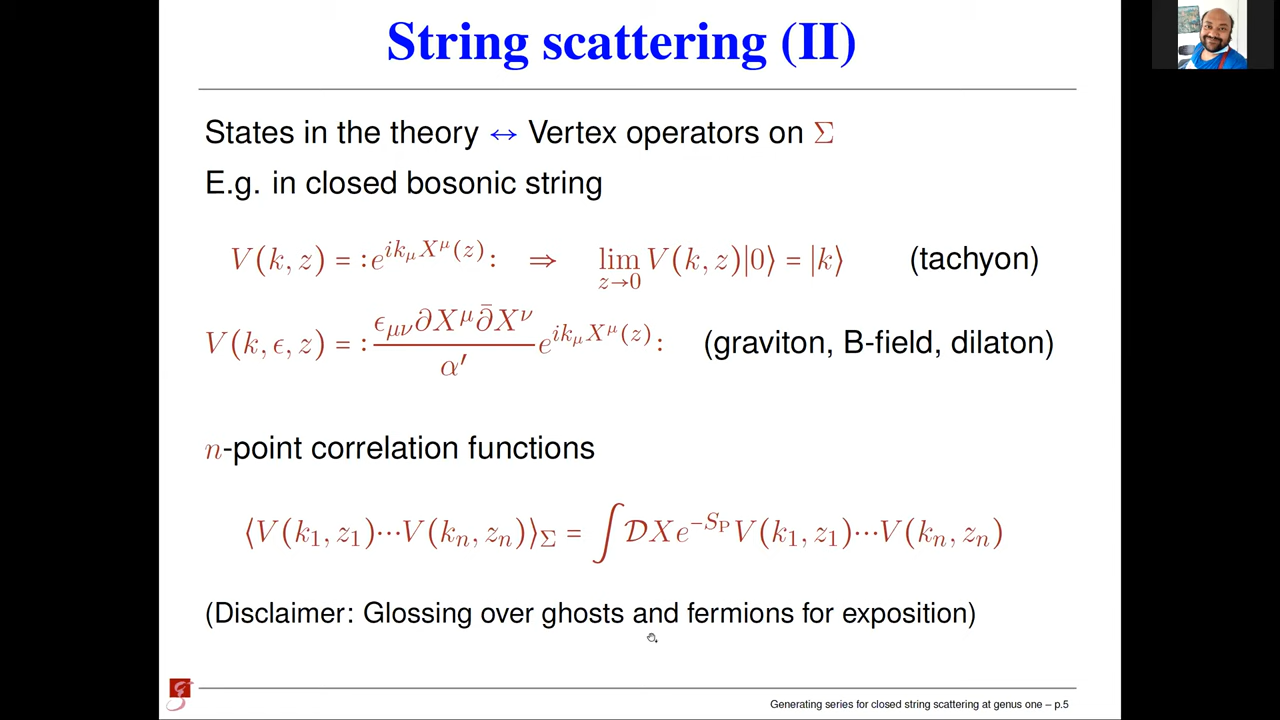 String scattering (II)
States in the theory ↔ Vertex operators on Σ
E.g. in closed bosonic string
V(k, z) = :e^{ik_μ X^μ(z)}: ⇒ lim_{z→0} V(k, z)|0⟩ = |k⟩ (tachyon)
V(k, ϵ, z) = : \frac{ϵ_{μν} ∂X^μ \bar{∂}X^ν}{α′} e^{ik_μ X^μ(z)}: (graviton, B-field, dilaton)
n-point correlation functions
⟨V(k_1, z_1)⋯V(k_n, z_n)⟩_Σ = ∫ 𝒟X e^{−S_P} V(k_1, z_1)⋯V(k_n, z_n)
(Disclaimer: Glossing over ghosts and fermions for exposition)
Generating series for closed string scattering at genus one – p.5